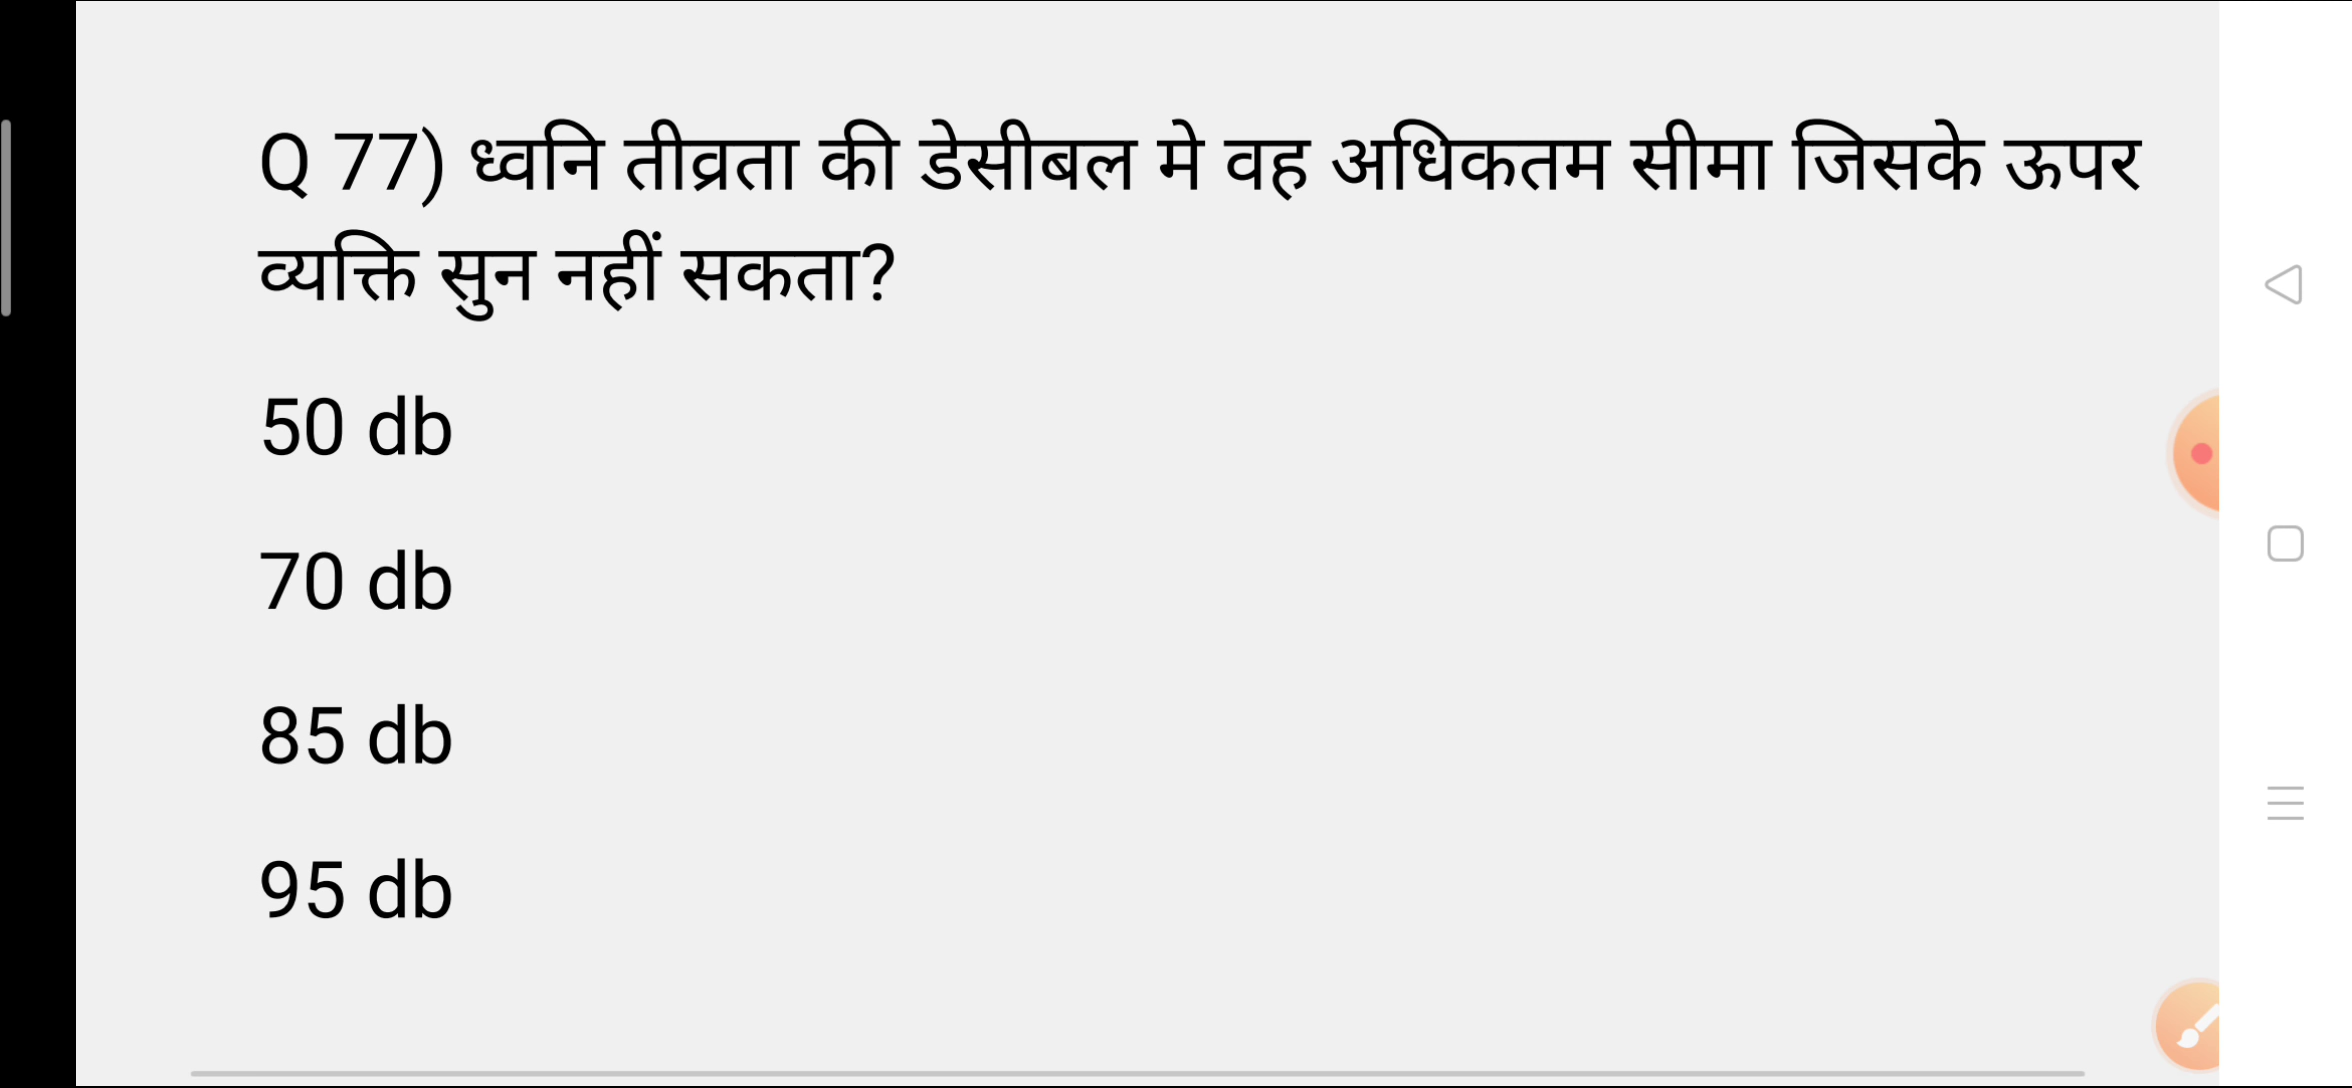 Q 77) ध्वनि तीव्रता की डेसीबल मे वह अधिकतम सीमा जिसके ऊपर
व्यक्ति सुन नहीं सकता?
50 db
70 db
85 db
95 db